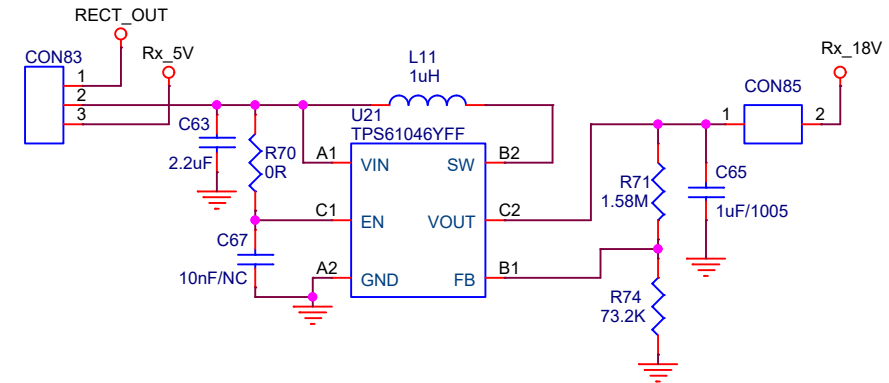 RECT_OUT
CON83
Rx_5V
1
2
3
L11
1uH
Rx_18V
CON85
1
2
C63
2.2uF
R70
0R
U21
TPS61046YFF
A1
VIN
SW
B2
C1
EN
VOUT
C2
A2
GND
FB
B1
C67
10nF/NC
R71
1.58M
C65
1uF/1005
R74
73.2K